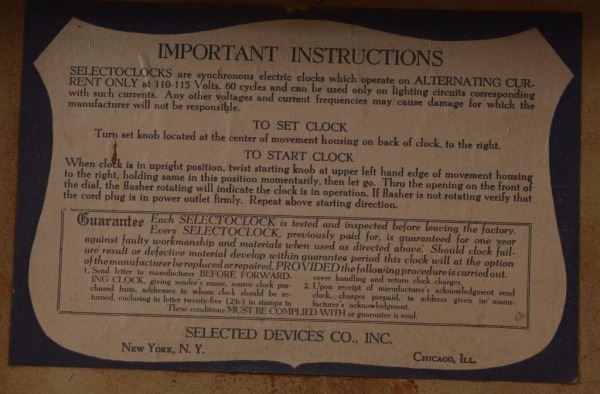 IMPORTANT INSTRUCTIONS
SELECTOCLOCKS are synchronous electric clocks which operate on ALTERNATING CUR-
RENT ONLY at 110-115 Volts, 60 cycles and can be used only on lighting circuits corresponding
with such currents. Any other voltages and current frequencies may cause damage for which the
manufacturer will not be responsible.
TO SET CLOCK
Turn set knob located at the center of movement housing on back of clock, to the right.
TO START CLOCK
When clock is in upright position, twist starting knob at upper left hand edge of movement housing
to the right, holding same in this position momentarily, then let go. Thru the opening on the front of
the dial, the flasher rotating will indicate the clock is in operation. If flasher is not rotating verify that
the cord plug is in power outlet firmly. Repeat above starting direction.
Guarantee Each SELECTOCLOCK is tested and inspected before leaving the factory.
Every SELECTOCLOCK, previously paid for, is guaranteed for one year
against faulty workmanship and materials when used as directed above. Should clock fail-
ure result or defective material develop within guarantee period this clock will at the option
of the manufacturer be replaced or repaired, PROVIDED the following procedure is carried out.
1. Send letter to manufacturer BEFORE FORWARD-
ING CLOCK, giving sender's name, source clock pur-
chased from, addresses to whom clock should be re-
turned, enclosing in letter twenty-five (25c) in stamps to
cover handling and return clock charges.
2. Upon receipt of manufacturer's acknowledgment send
clock, charges prepaid, to address given in manu-
facturer's acknowledgment.
These conditions MUST BE COMPLIED WITH or guarantee is void.
SELECTED DEVICES CO., INC.
NEW YORK, N. Y.
CHICAGO, ILL.